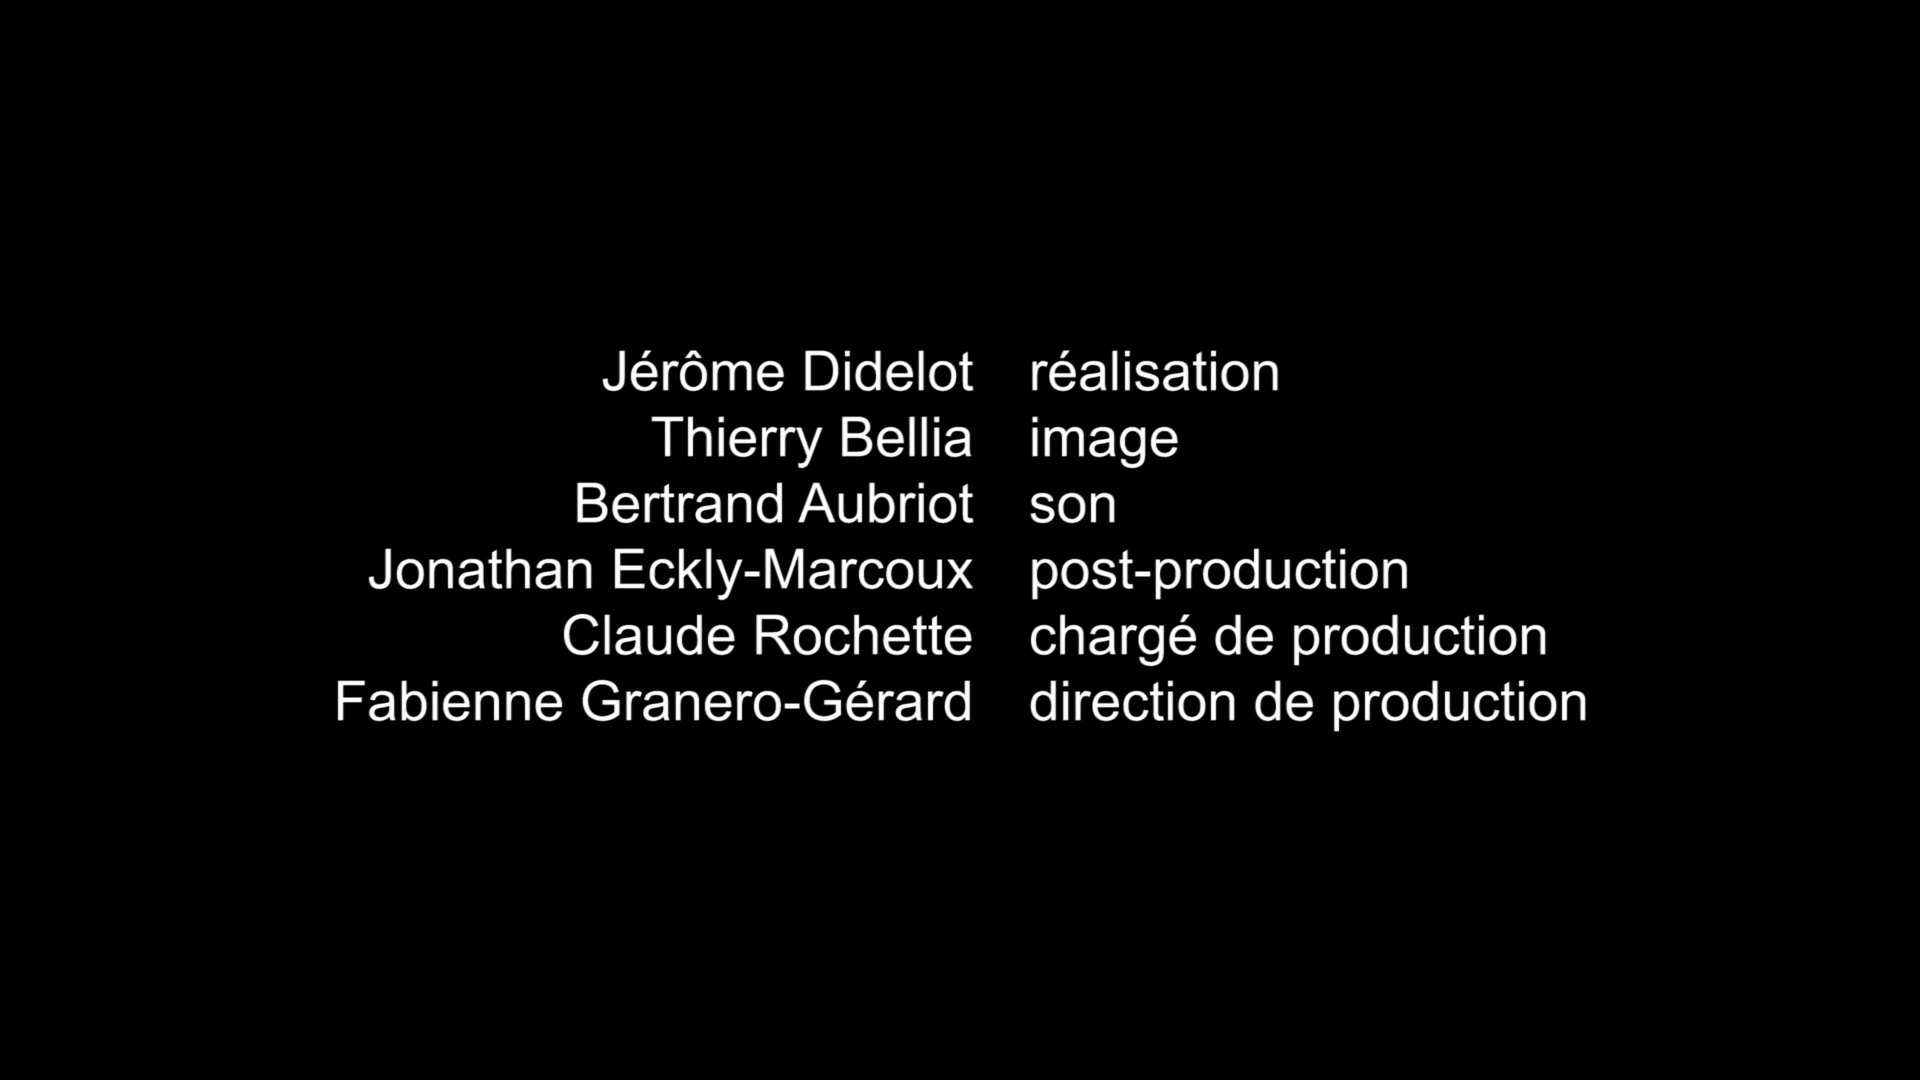 Jérôme Didelot réalisation
Thierry Bellia image
Bertrand Aubriot son
Jonathan Eckly-Marcoux post-production
Claude Rochette chargé de production
Fabienne Granero-Gérard direction de production